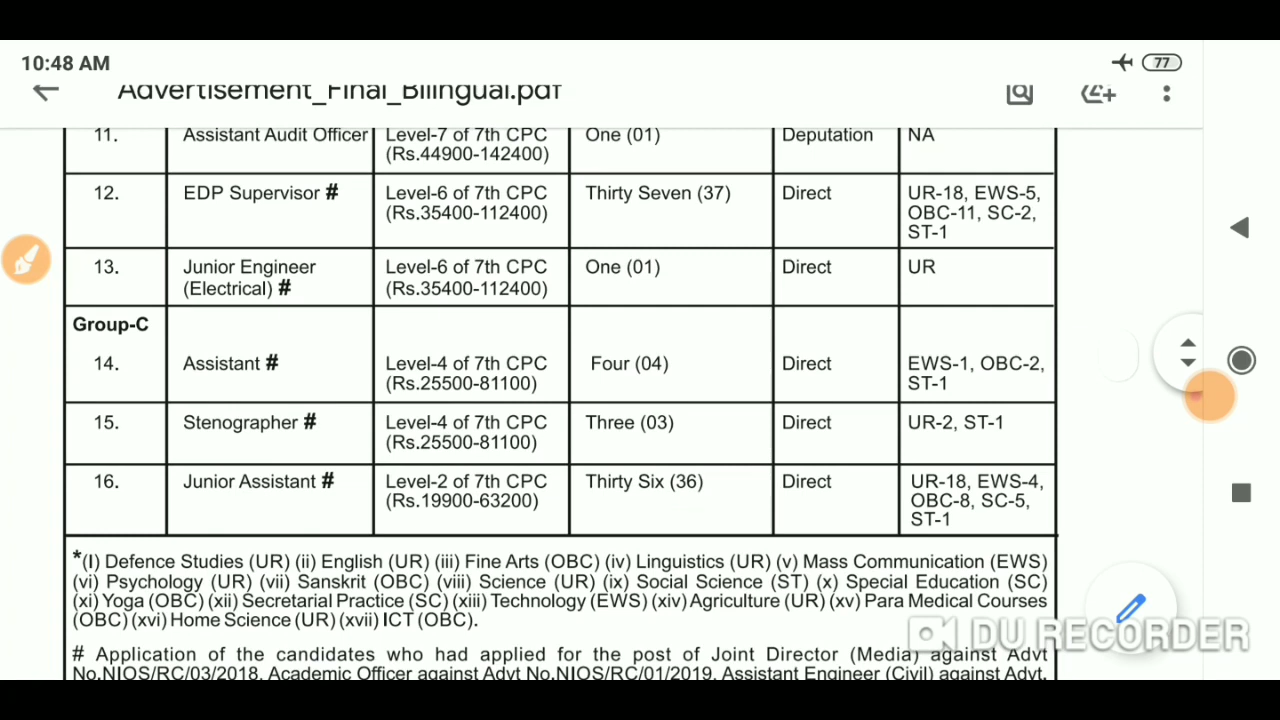 10:48 AM
77
Advertisement_Final_Bilingual.pdf
11. Assistant Audit Officer Level-7 of 7th CPC One (01) Deputation NA
(Rs.44900-142400)
12. EDP Supervisor # Level-6 of 7th CPC Thirty Seven (37) Direct UR-18, EWS-5,
(Rs.35400-112400) OBC-11, SC-2,
ST-1
13. Junior Engineer Level-6 of 7th CPC One (01) Direct UR
(Electrical) # (Rs.35400-112400)
Group-C
14. Assistant # Level-4 of 7th CPC Four (04) Direct EWS-1, OBC-2,
(Rs.25500-81100) ST-1
15. Stenographer # Level-4 of 7th CPC Three (03) Direct UR-2, ST-1
(Rs.25500-81100)
16. Junior Assistant # Level-2 of 7th CPC Thirty Six (36) Direct UR-18, EWS-4,
(Rs.19900-63200) OBC-8, SC-5,
ST-1
*(I) Defence Studies (UR) (ii) English (UR) (iii) Fine Arts (OBC) (iv) Linguistics (UR) (v) Mass Communication (EWS)
(vi) Psychology (UR) (vii) Sanskrit (OBC) (viii) Science (UR) (ix) Social Science (ST) (x) Special Education (SC)
(xi) Yoga (OBC) (xii) Secretarial Practice (SC) (xiii) Technology (EWS) (xiv) Agriculture (UR) (xv) Para Medical Courses
(OBC) (xvi) Home Science (UR) (xvii) ICT (OBC).
DU RECORDER
# Application of the candidates who had applied for the post of Joint Director (Media) against Advt
No.NIOS/RC/03/2018, Academic Officer against Advt No.NIOS/RC/01/2019, Assistant Engineer (Civil) against Advt.